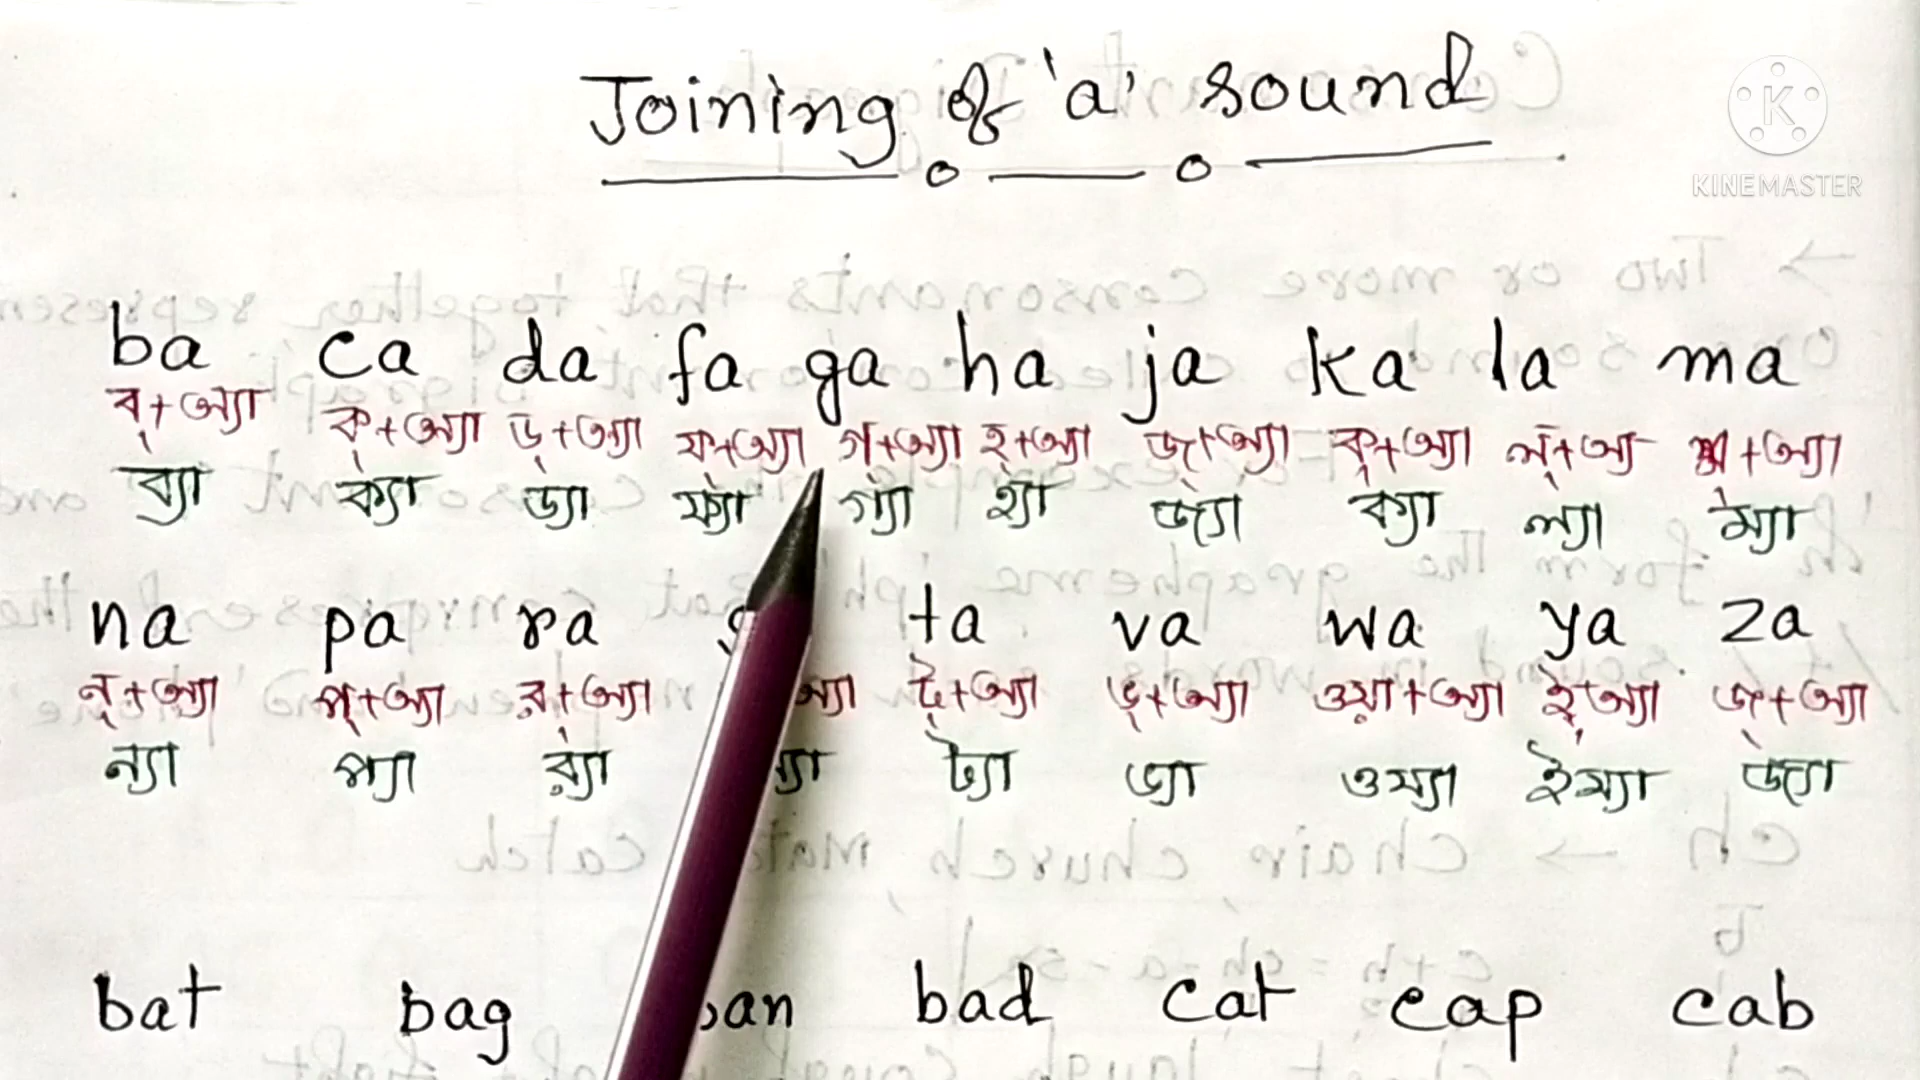 Joining of 'a' sound
KINEMASTER
ba ca da fa ga ha ja ka la ma
ব্+অ্যা ক্+অ্যা ড্+অ্যা ফ্+অ্যা গ্+অ্যা হ্+অ্যা জ্+অ্যা ক্+অ্যা ল্+অ্য +অ্যা
ব্যা ক্যা ড্যা ফ্যা গ্যা হ্যা জ্যা ক্যা ল্যা ম্যা
na pa ra ta va wa ya za
ন্+অ্যা প্+অ্যা র+অ্যা অ্যা ট্+অ্যা ভ্+অ্যা ওয়া+অ্যা ই+অ্যা জ+অ্যা
ন্যা প্যা র‍্যা ট্যা ভ্যা ওয্যা ইয্যা জ্যা
bat bag an bad cat cap cab